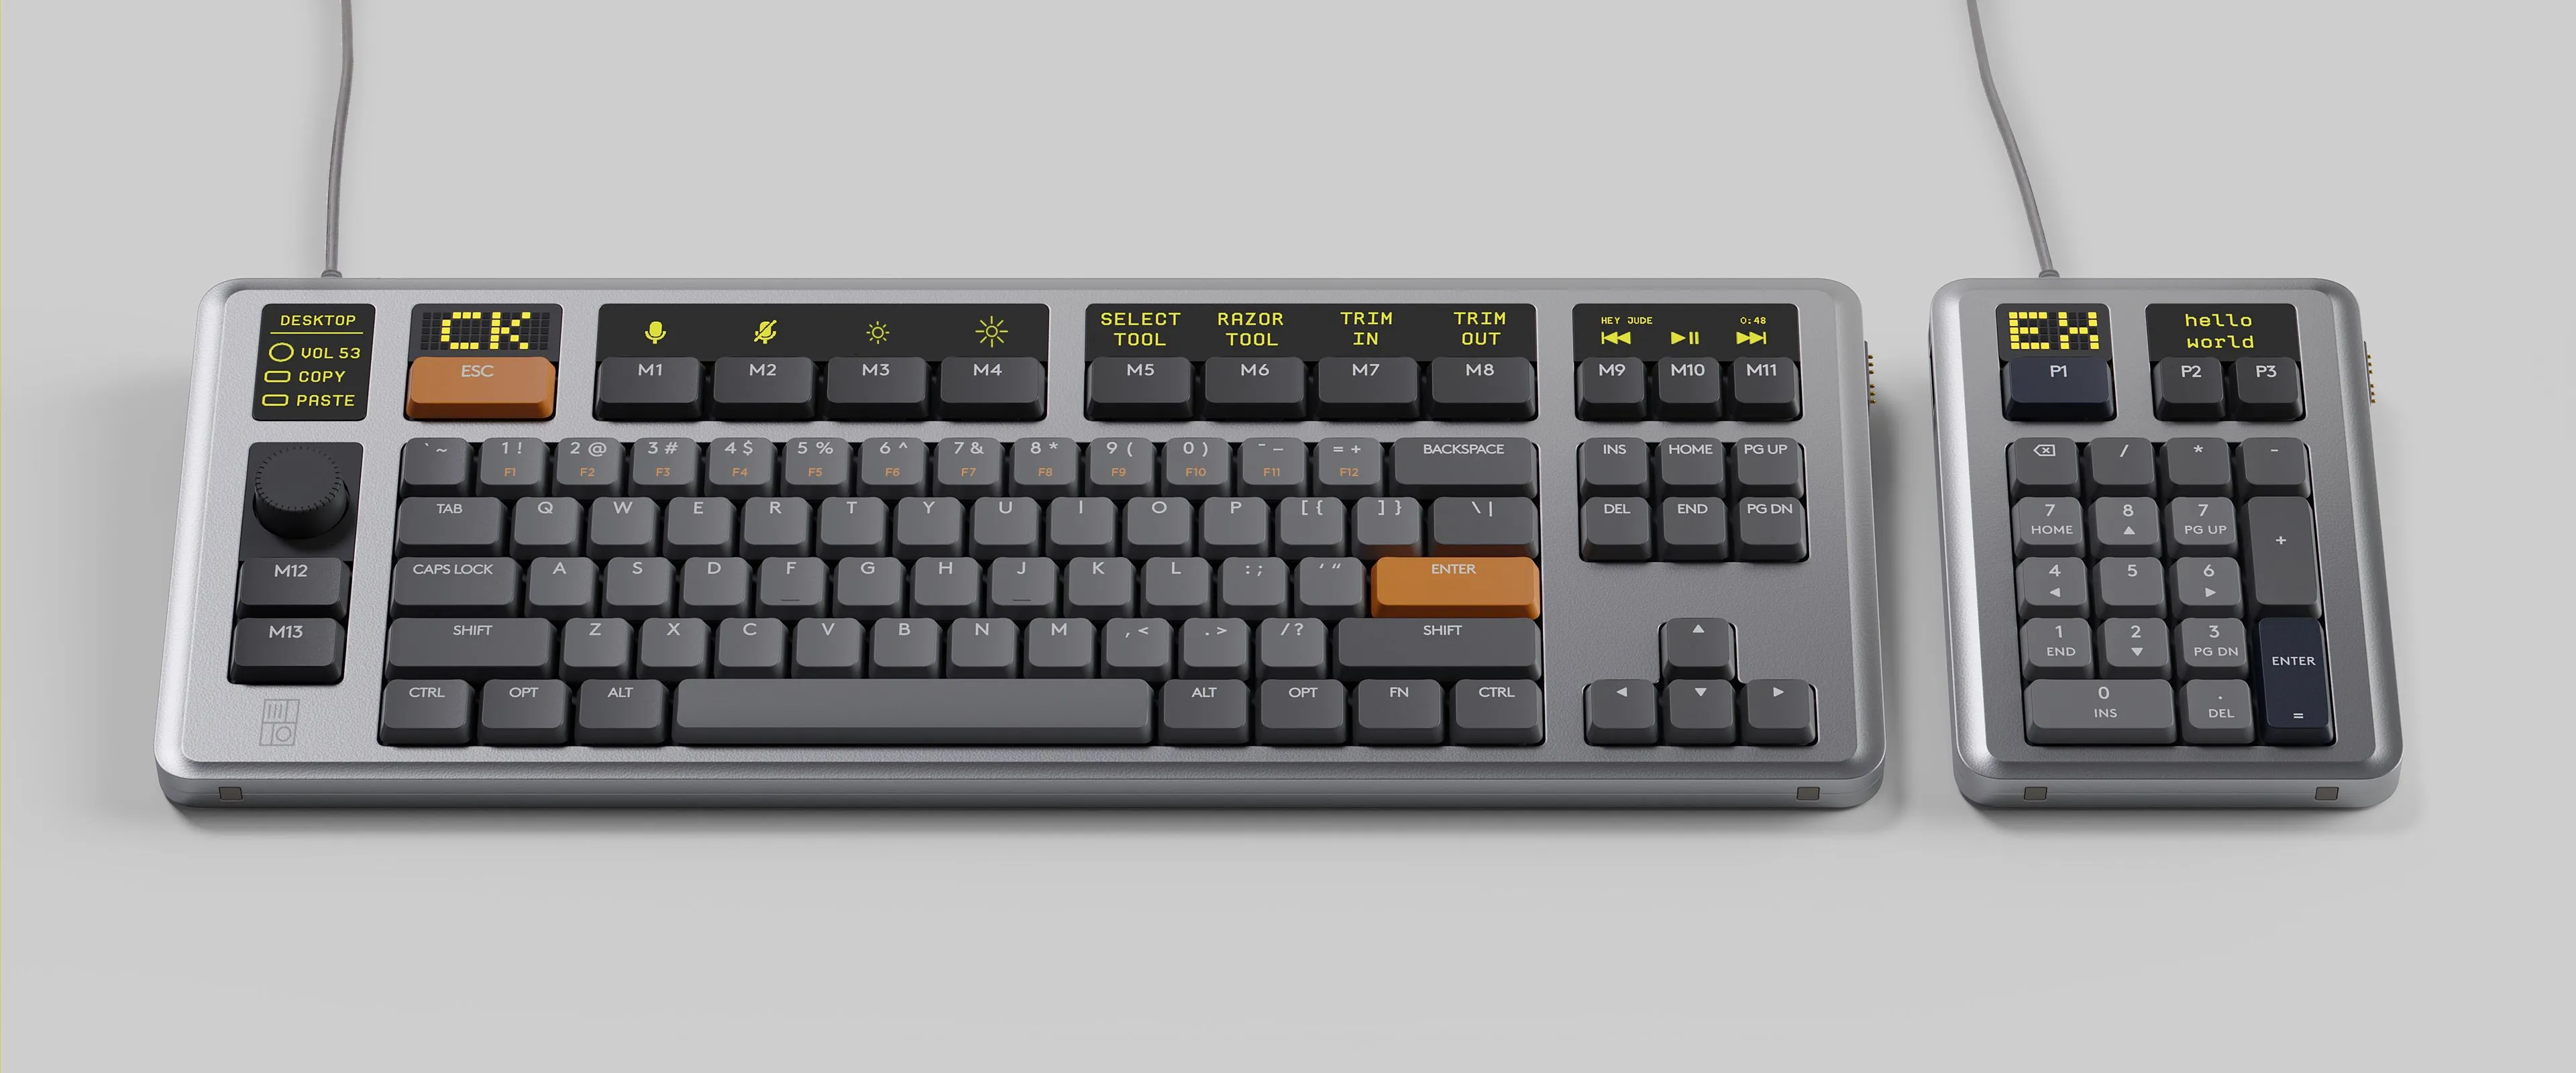 DESKTOP
VOL 53
COPY
PASTE
CK
ESC
M1 M2 M3 M4
SELECT TOOL
RAZOR TOOL
TRIM IN
TRIM OUT
M5 M6 M7 M8
HEY JUDE 0:48
M9 M10 M11
M12
M13
` ~ 1 ! 2 @ 3 # 4 $ 5 % 6 ^ 7 & 8 * 9 ( 0 ) - – = + BACKSPACE
F1 F2 F3 F4 F5 F6 F7 F8 F9 F10 F11 F12
TAB Q W E R T Y U I O P [ { ] } \ |
CAPS LOCK A S D F G H J K L : ; ‘ “ ENTER
SHIFT Z X C V B N M , < . > / ? SHIFT
CTRL OPT ALT ALT OPT FN CTRL
INS HOME PG UP
DEL END PG DN
EX
hello
world
P1 P2 P3
/ * -
7 8 7
HOME PG UP
+
4 5 6
1 2 3
END PG DN
ENTER
0 .
INS DEL
=